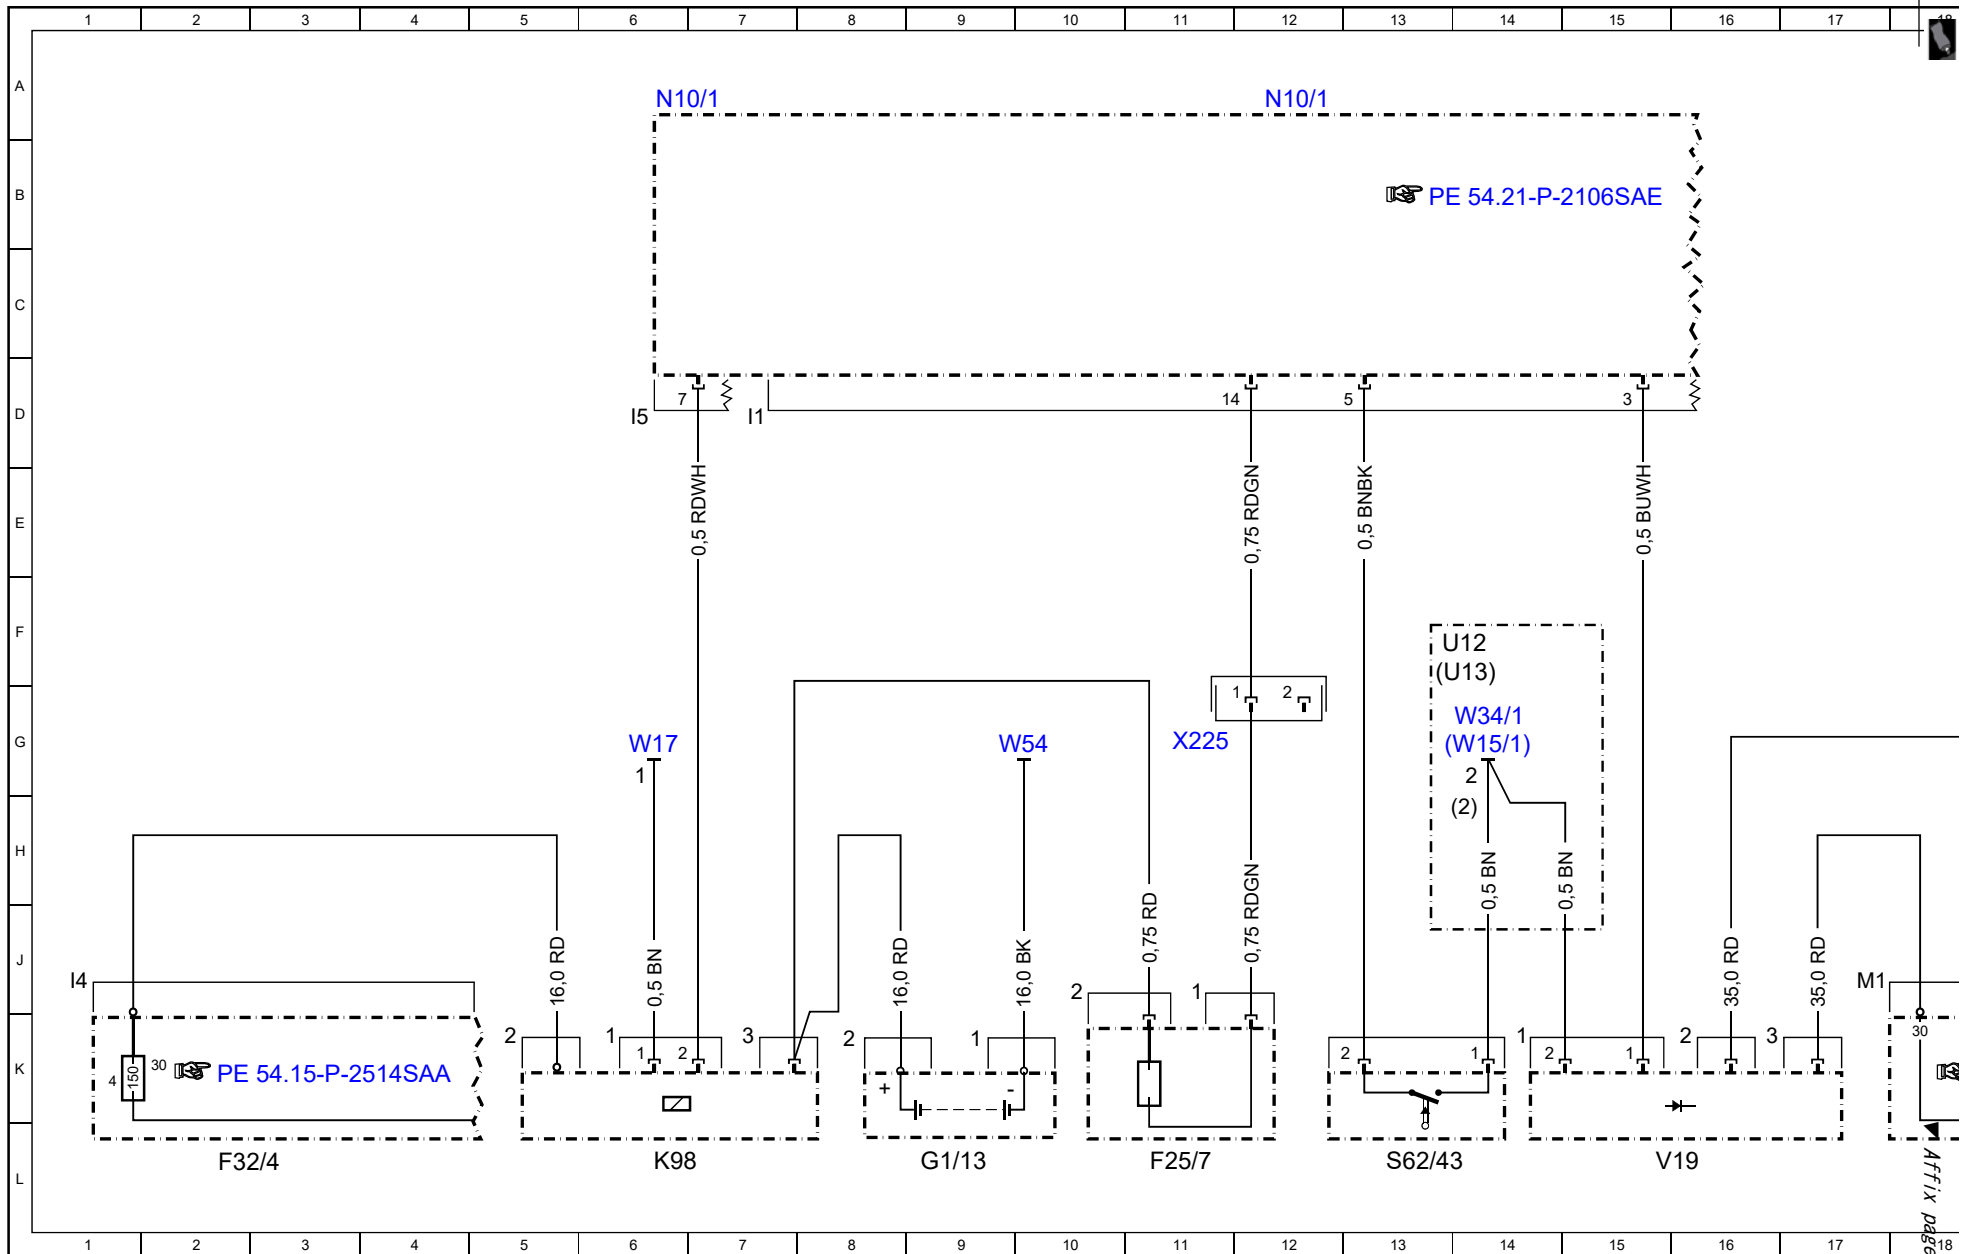 1 2 3 4 5 6 7 8 9 10 11 12 13 14 15 16 17 18
A
N10/1 N10/1
B
PE 54.21-P-2106SAE
C
D
7 14 5 3
I5 I1
E
0,5 RDWH 0,75 RDGN 0,5 BNBK 0,5 BUWH
F
U12
(U13)
1 2
G
W17 W54 X225 W34/1
(W15/1)
1 2
(2)
H
0,5 BN 0,5 BN
J
16,0 RD 0,5 BN 16,0 RD 16,0 BK 0,75 RD 0,75 RDGN 35,0 RD 35,0 RD
I4 M1
2 1
2 1 3 2 1 1 2 3
1 2 2 1 2 1
K
4 150 30 PE 54.15-P-2514SAA + - 30
F32/4 K98 G1/13 F25/7 S62/43 V19
L
Affix page
1 2 3 4 5 6 7 8 9 10 11 12 13 14 15 16 17 18